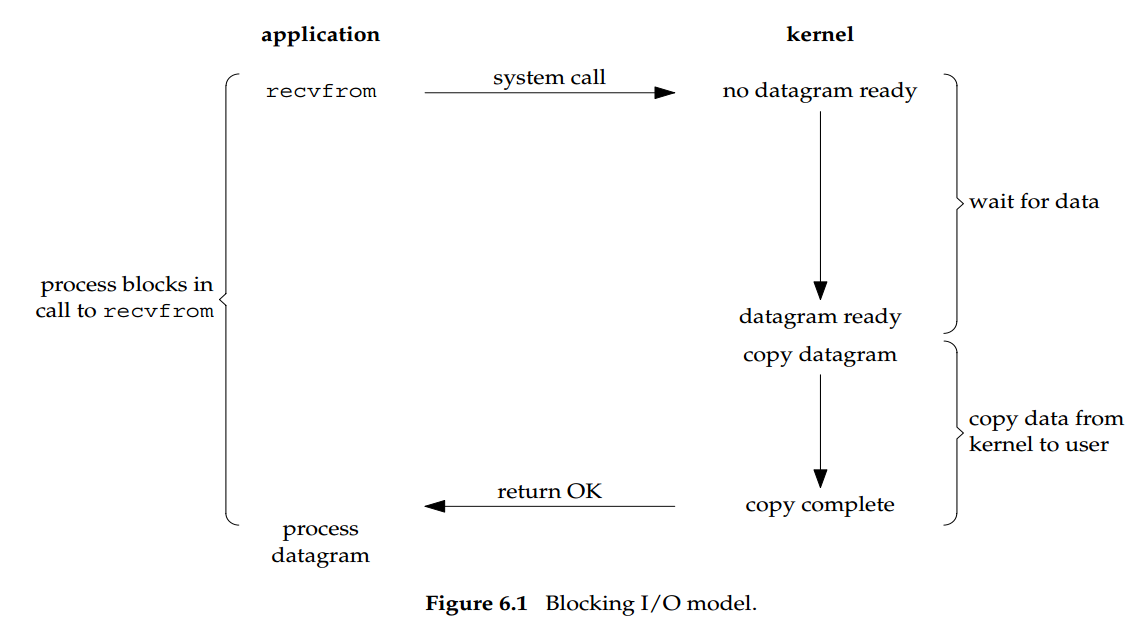 application
kernel
recvfrom
system call
no datagram ready
wait for data
process blocks in
call to recvfrom
datagram ready
copy datagram
copy data from
kernel to user
return OK
copy complete
process
datagram
Figure 6.1 Blocking I/O model.